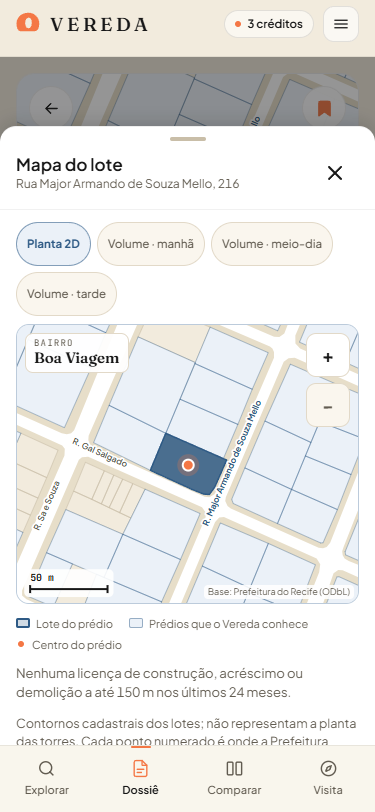 VEREDA
3 créditos
Mapa do lote
Rua Major Armando de Souza Mello, 216
Planta 2D
Volume · manhã
Volume · meio-dia
Volume · tarde
BAIRRO
Boa Viagem
+
−
R. Gal Salgado
R. Major Armando de Souza Mello
R. Sa e Souza
50 m
Base: Prefeitura do Recife (ODbL)
Lote do prédio
Prédios que o Vereda conhece
Centro do prédio
Nenhuma licença de construção, acréscimo ou
demolição a até 150 m nos últimos 24 meses.
Contornos cadastrais dos lotes; não representam a planta
das torres. Cada ponto numerado é onde a Prefeitura
Explorar
Dossiê
Comparar
Visita